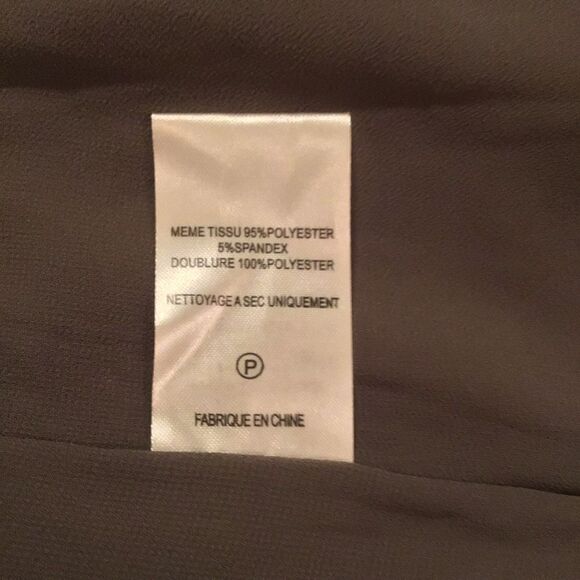 MEME TISSU 95%POLYESTER
5%SPANDEX
DOUBLURE 100%POLYESTER
NETTOYAGE A SEC UNIQUEMENT
P
FABRIQUE EN CHINE